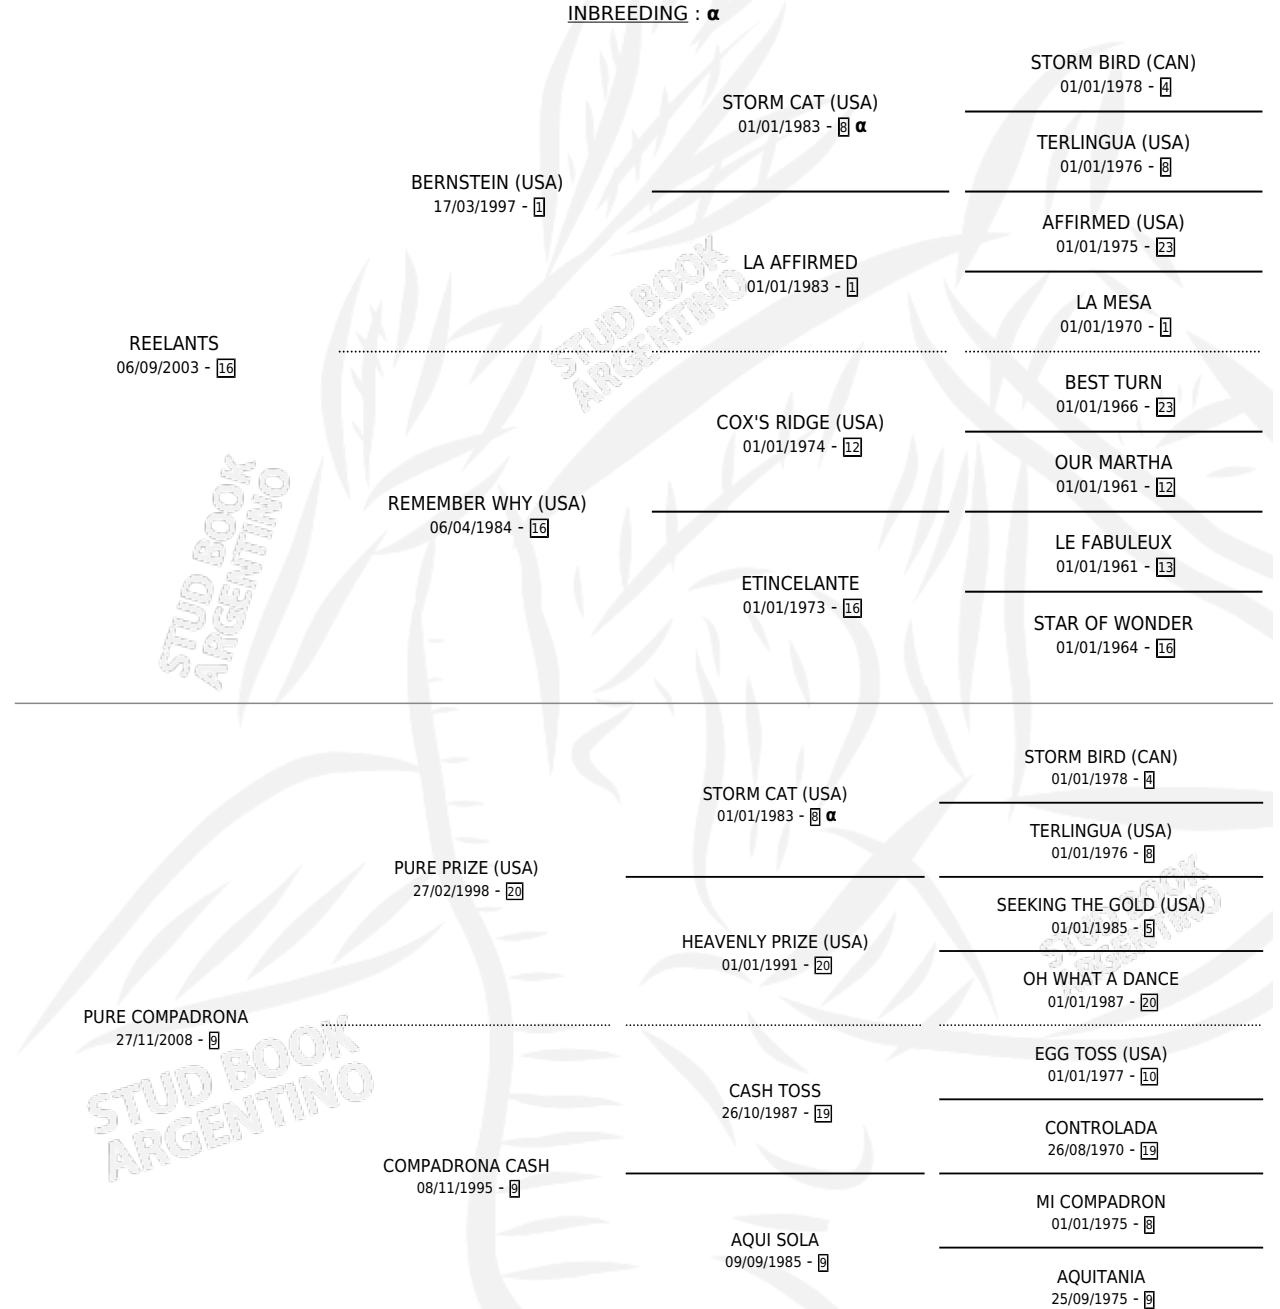 INBREEDING : α
STORM BIRD (CAN)
01/01/1978 - 4
STORM CAT (USA)
01/01/1983 - 8 α
TERLINGUA (USA)
01/01/1976 - 8
BERNSTEIN (USA)
17/03/1997 - 1
AFFIRMED (USA)
01/01/1975 - 23
LA AFFIRMED
01/01/1983 - 1
LA MESA
01/01/1970 - 1
REELANTS
06/09/2003 - 16
BEST TURN
01/01/1966 - 23
COX'S RIDGE (USA)
01/01/1974 - 12
OUR MARTHA
01/01/1961 - 12
REMEMBER WHY (USA)
06/04/1984 - 16
LE FABULEUX
01/01/1961 - 13
ETINCELANTE
01/01/1973 - 16
STAR OF WONDER
01/01/1964 - 16
STORM BIRD (CAN)
01/01/1978 - 4
STORM CAT (USA)
01/01/1983 - 8 α
TERLINGUA (USA)
01/01/1976 - 8
PURE PRIZE (USA)
27/02/1998 - 20
SEEKING THE GOLD (USA)
01/01/1985 - 5
HEAVENLY PRIZE (USA)
01/01/1991 - 20
OH WHAT A DANCE
01/01/1987 - 20
PURE COMPADRONA
27/11/2008 - 9
EGG TOSS (USA)
01/01/1977 - 10
CASH TOSS
26/10/1987 - 19
CONTROLADA
26/08/1970 - 19
COMPADRONA CASH
08/11/1995 - 9
MI COMPADRON
01/01/1975 - 8
AQUI SOLA
09/09/1985 - 9
AQUITANIA
25/09/1975 - 9
STUD BOOK
ARGENTINO
STUD BOOK
ARGENTINO
STUD BOOK
ARGENTINO
STUD BOOK
ARGENTINO